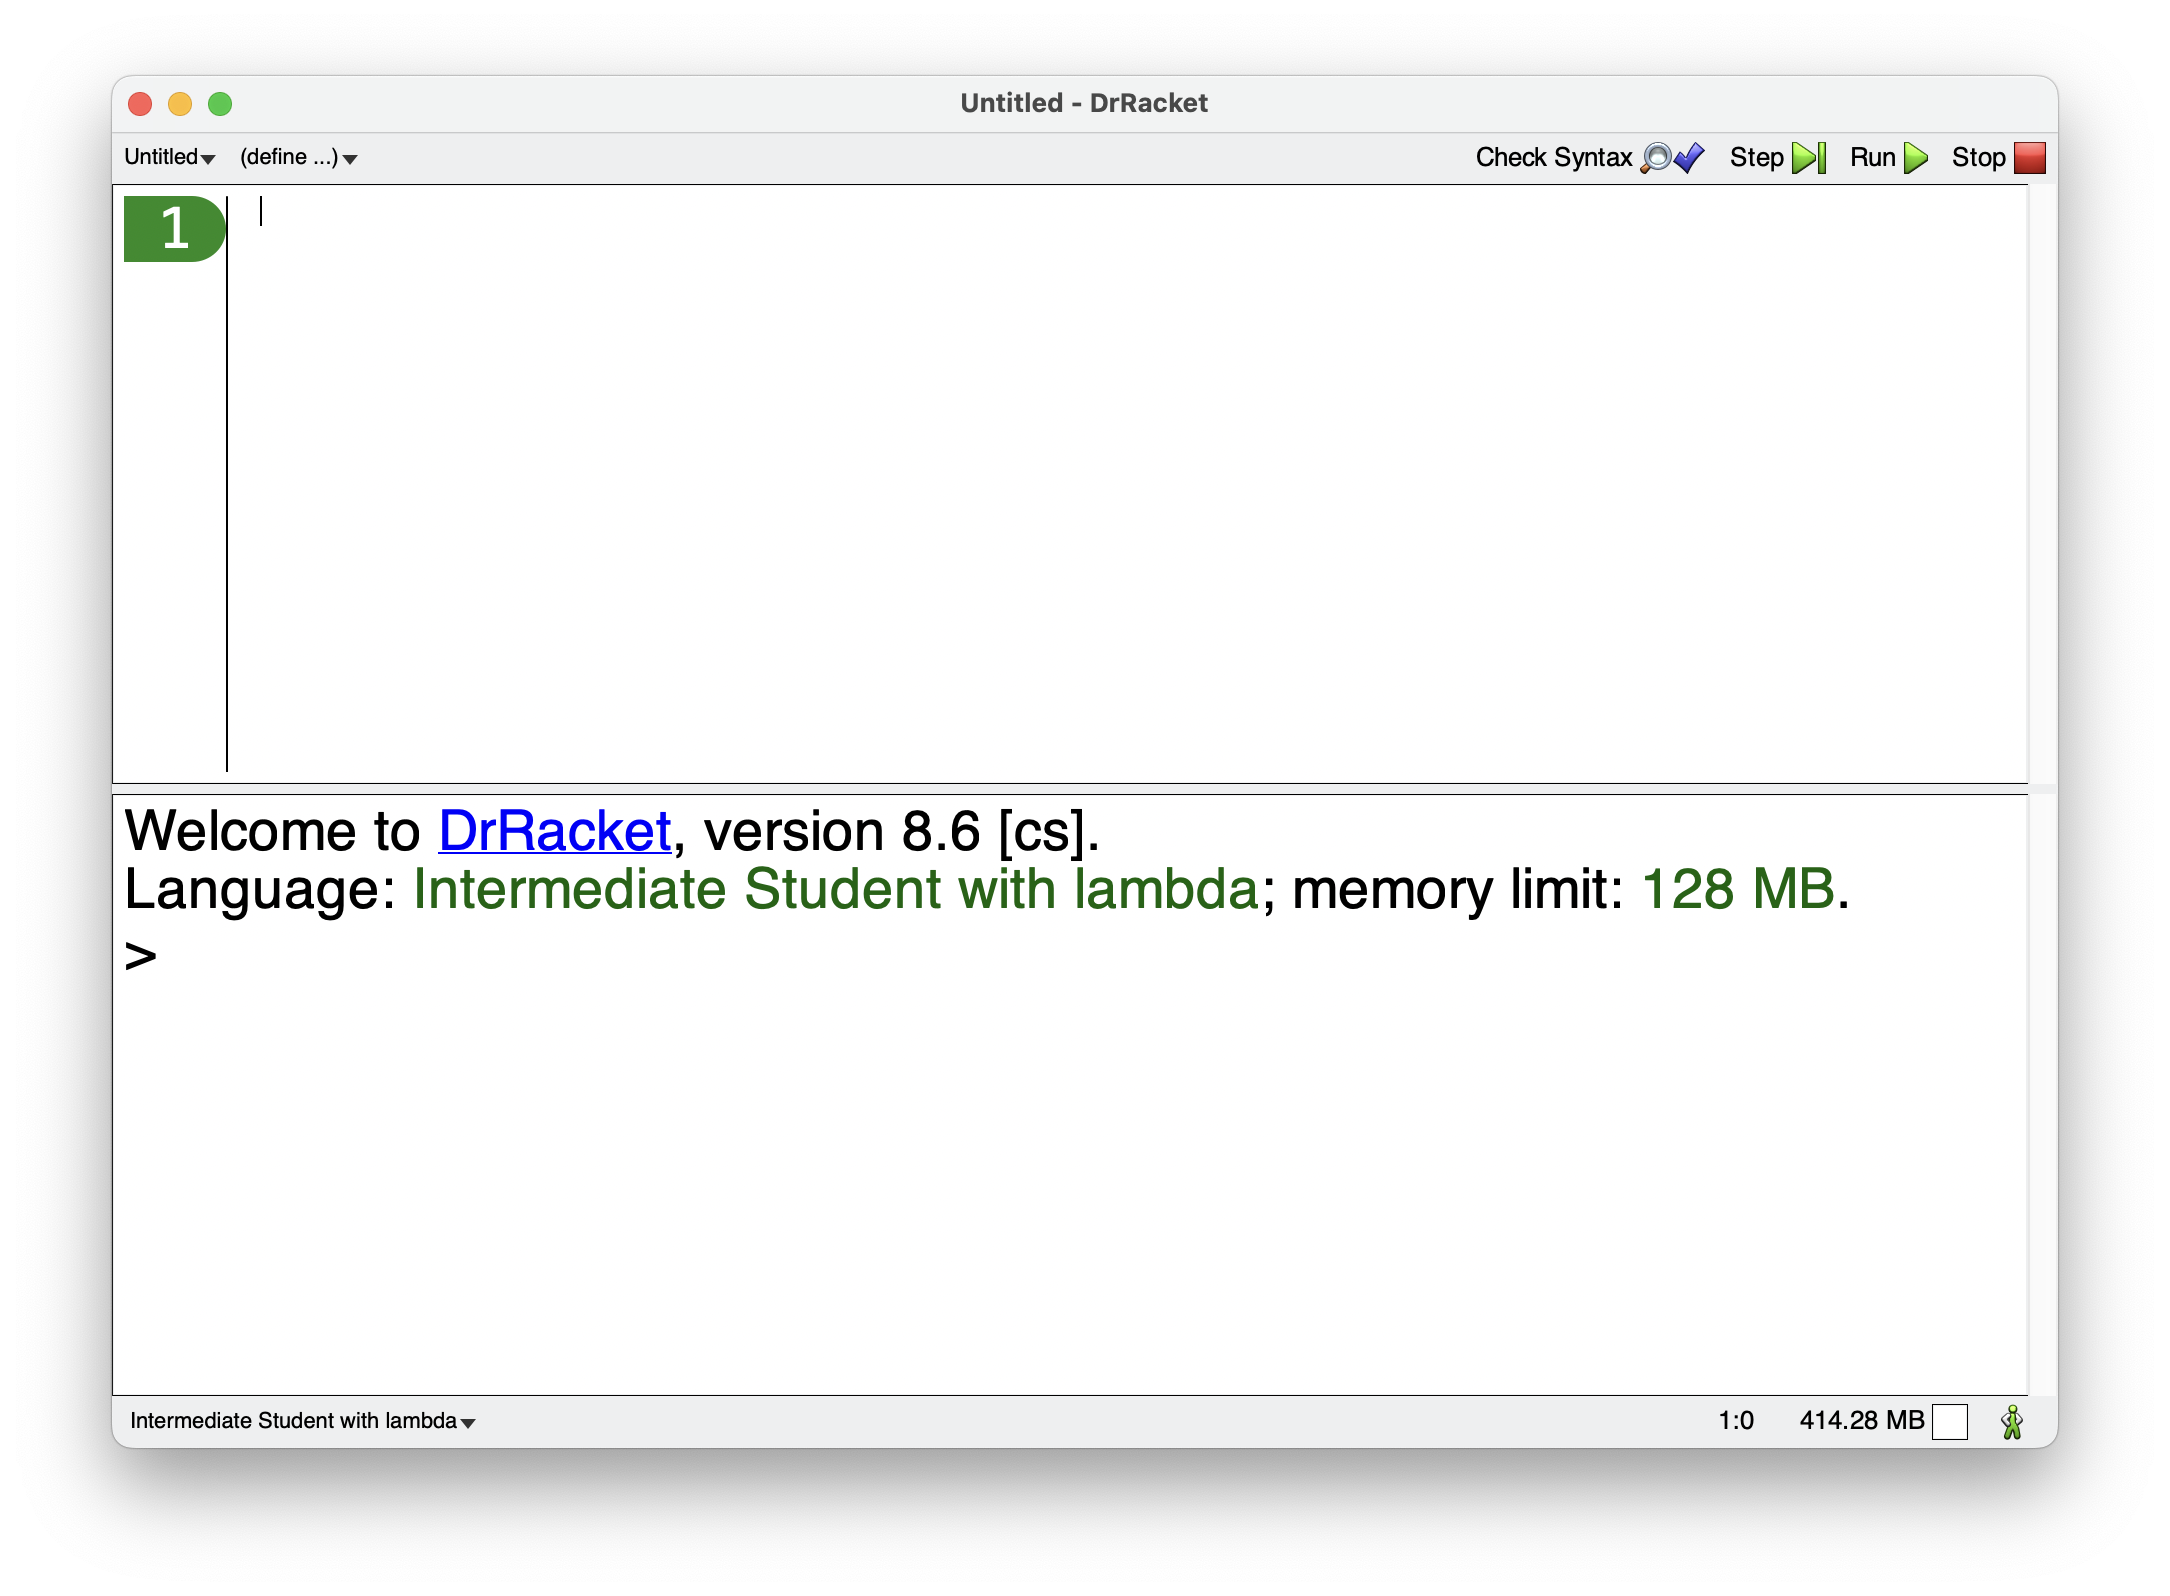 Untitled - DrRacket
Untitled (define ...) Check Syntax Step Run Stop
1
Welcome to DrRacket, version 8.6 [cs].
Language: Intermediate Student with lambda; memory limit: 128 MB.
>
Intermediate Student with lambda 1:0 414.28 MB